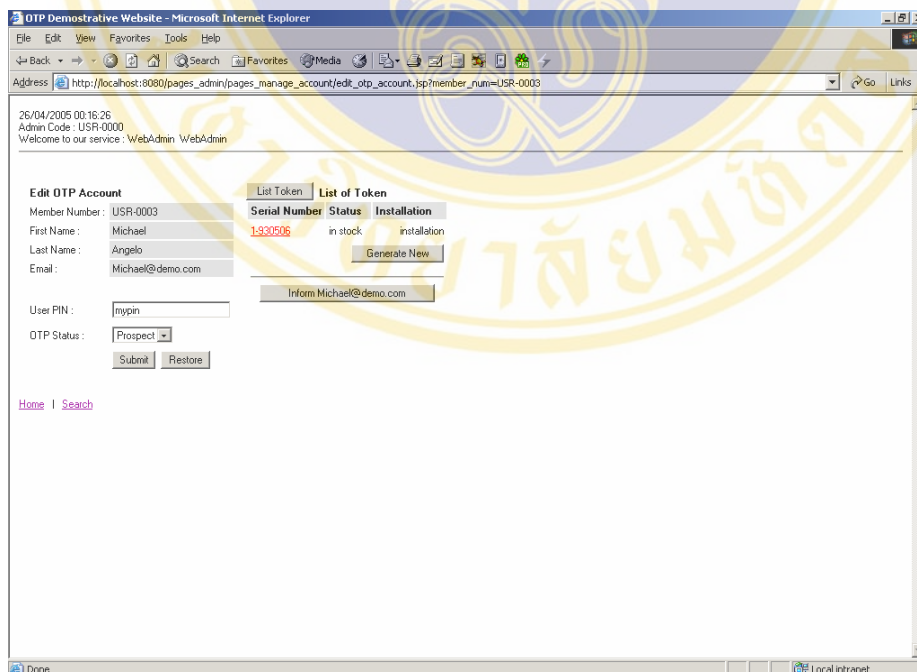 OTP Demostrative Website - Microsoft Internet Explorer
File Edit View Favorites Tools Help
Back Search Favorites Media
Address http://localhost:8080/pages_admin/pages_manage_account/edit_otp_account.jsp?member_num=USR-0003 Go Links
26/04/2005 00:16:26
Admin Code : USR-0000
Welcome to our service : WebAdmin WebAdmin
Edit OTP Account
Member Number : USR-0003
First Name : Michael
Last Name : Angelo
Email : Michael@demo.com
User PIN : mypin
OTP Status : Prospect
Submit Restore
List Token List of Token
Serial Number Status Installation
1-930506 in stock installation
Generate New
Inform Michael@demo.com
Home | Search
Done Local intranet